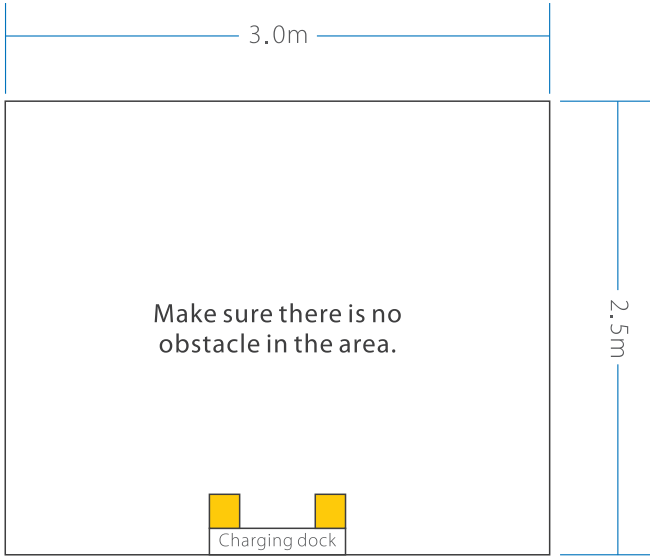 3.0m
2.5m
Make sure there is no
obstacle in the area.
Charging dock